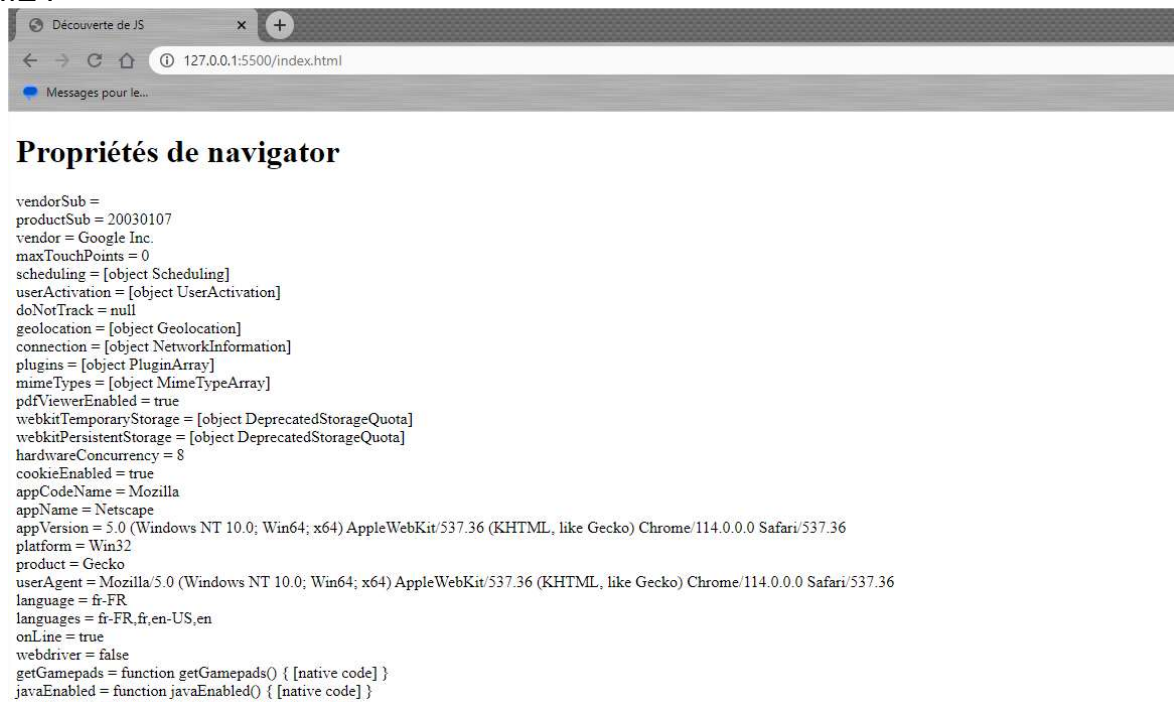 Découverte de JS
127.0.0.1:5500/index.html
Messages pour le...
Propriétés de navigator
vendorSub =
productSub = 20030107
vendor = Google Inc.
maxTouchPoints = 0
scheduling = [object Scheduling]
userActivation = [object UserActivation]
doNotTrack = null
geolocation = [object Geolocation]
connection = [object NetworkInformation]
plugins = [object PluginArray]
mimeTypes = [object MimeTypeArray]
pdfViewerEnabled = true
webkitTemporaryStorage = [object DeprecatedStorageQuota]
webkitPersistentStorage = [object DeprecatedStorageQuota]
hardwareConcurrency = 8
cookieEnabled = true
appCodeName = Mozilla
appName = Netscape
appVersion = 5.0 (Windows NT 10.0; Win64; x64) AppleWebKit/537.36 (KHTML, like Gecko) Chrome/114.0.0.0 Safari/537.36
platform = Win32
product = Gecko
userAgent = Mozilla/5.0 (Windows NT 10.0; Win64; x64) AppleWebKit/537.36 (KHTML, like Gecko) Chrome/114.0.0.0 Safari/537.36
language = fr-FR
languages = fr-FR,fr,en-US,en
onLine = true
webdriver = false
getGamepads = function getGamepads() { [native code] }
javaEnabled = function javaEnabled() { [native code] }